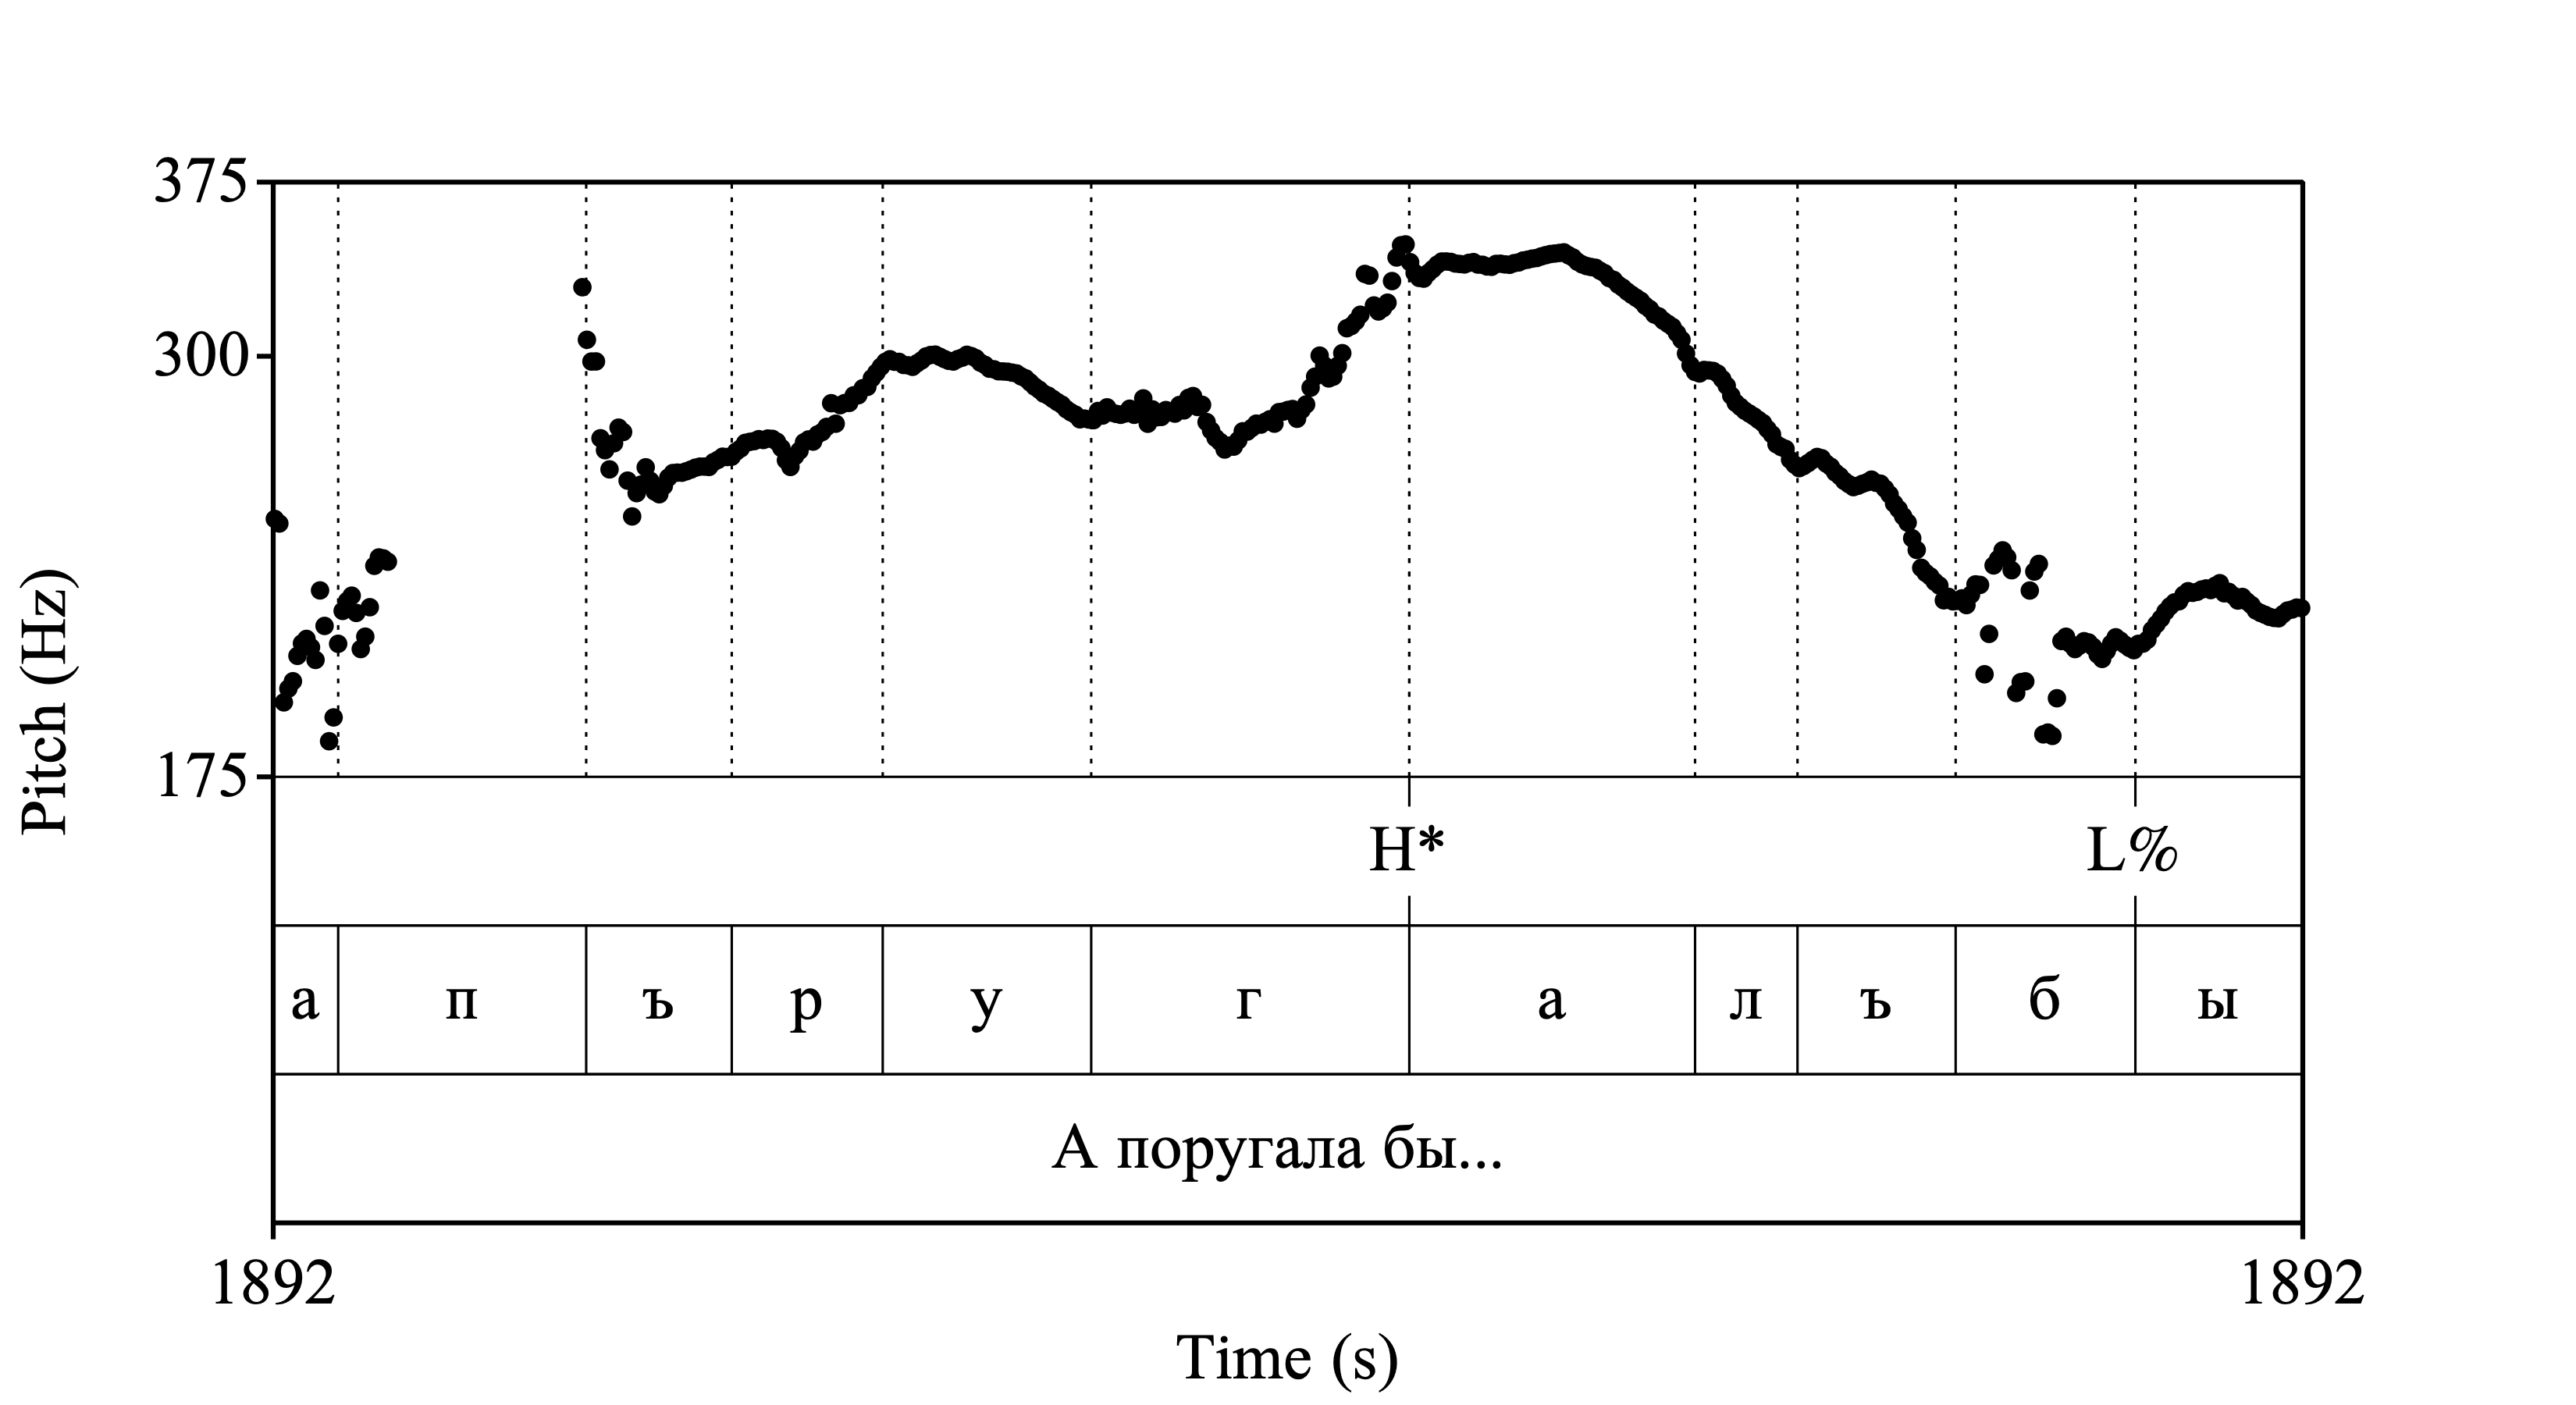 375
300
175
Pitch (Hz)
H* L%
а п ъ р у г а л ъ б ы
А поругала бы...
1892 1892
Time (s)